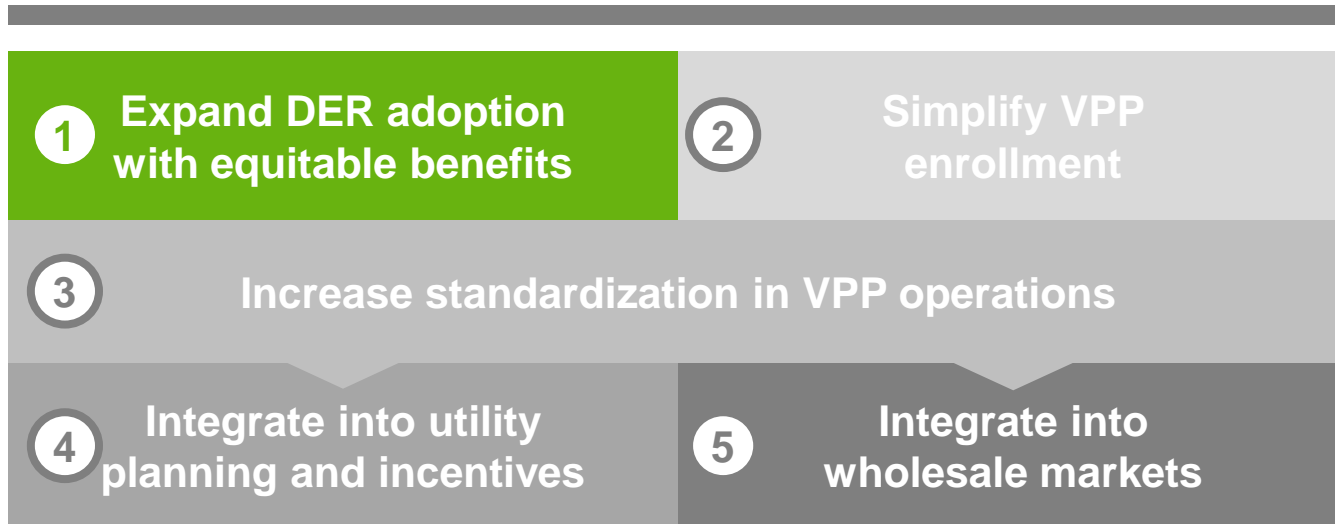 1
Expand DER adoption
with equitable benefits
2
Simplify VPP
enrollment
3
Increase standardization in VPP operations
4
Integrate into utility
planning and incentives
5
Integrate into
wholesale markets